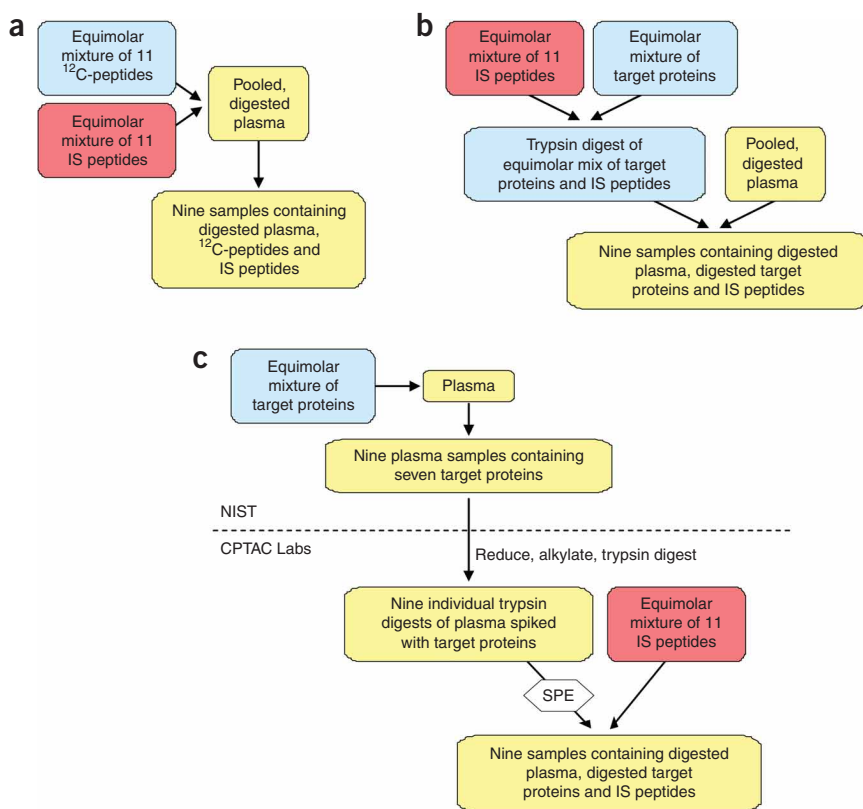 a
Equimolar
mixture of 11
¹²C-peptides
Equimolar
mixture of 11
IS peptides
Pooled,
digested
plasma
Nine samples containing
digested plasma,
¹²C-peptides and
IS peptides
b
Equimolar
mixture of 11
IS peptides
Equimolar
mixture of
target proteins
Trypsin digest of
equimolar mix of target
proteins and IS peptides
Pooled,
digested
plasma
Nine samples containing digested
plasma, digested target
proteins and IS peptides
c
Equimolar
mixture of
target proteins
Plasma
Nine plasma samples containing
seven target proteins
NIST
CPTAC Labs
Reduce, alkylate, trypsin digest
Nine individual trypsin
digests of plasma spiked
with target proteins
Equimolar
mixture of 11
IS peptides
SPE
Nine samples containing digested
plasma, digested target
proteins and IS peptides